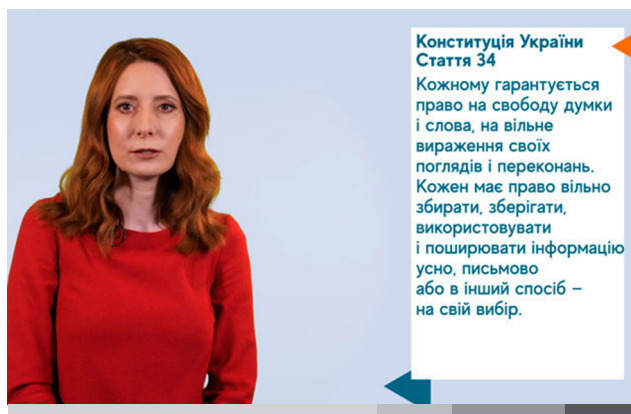 Конституція України
Стаття 34
Кожному гарантується
право на свободу думки
і слова, на вільне
вираження своїх
поглядів і переконань.
Кожен має право вільно
збирати, зберігати,
використовувати
і поширювати інформацію
усно, письмово
або в інший спосіб –
на свій вибір.